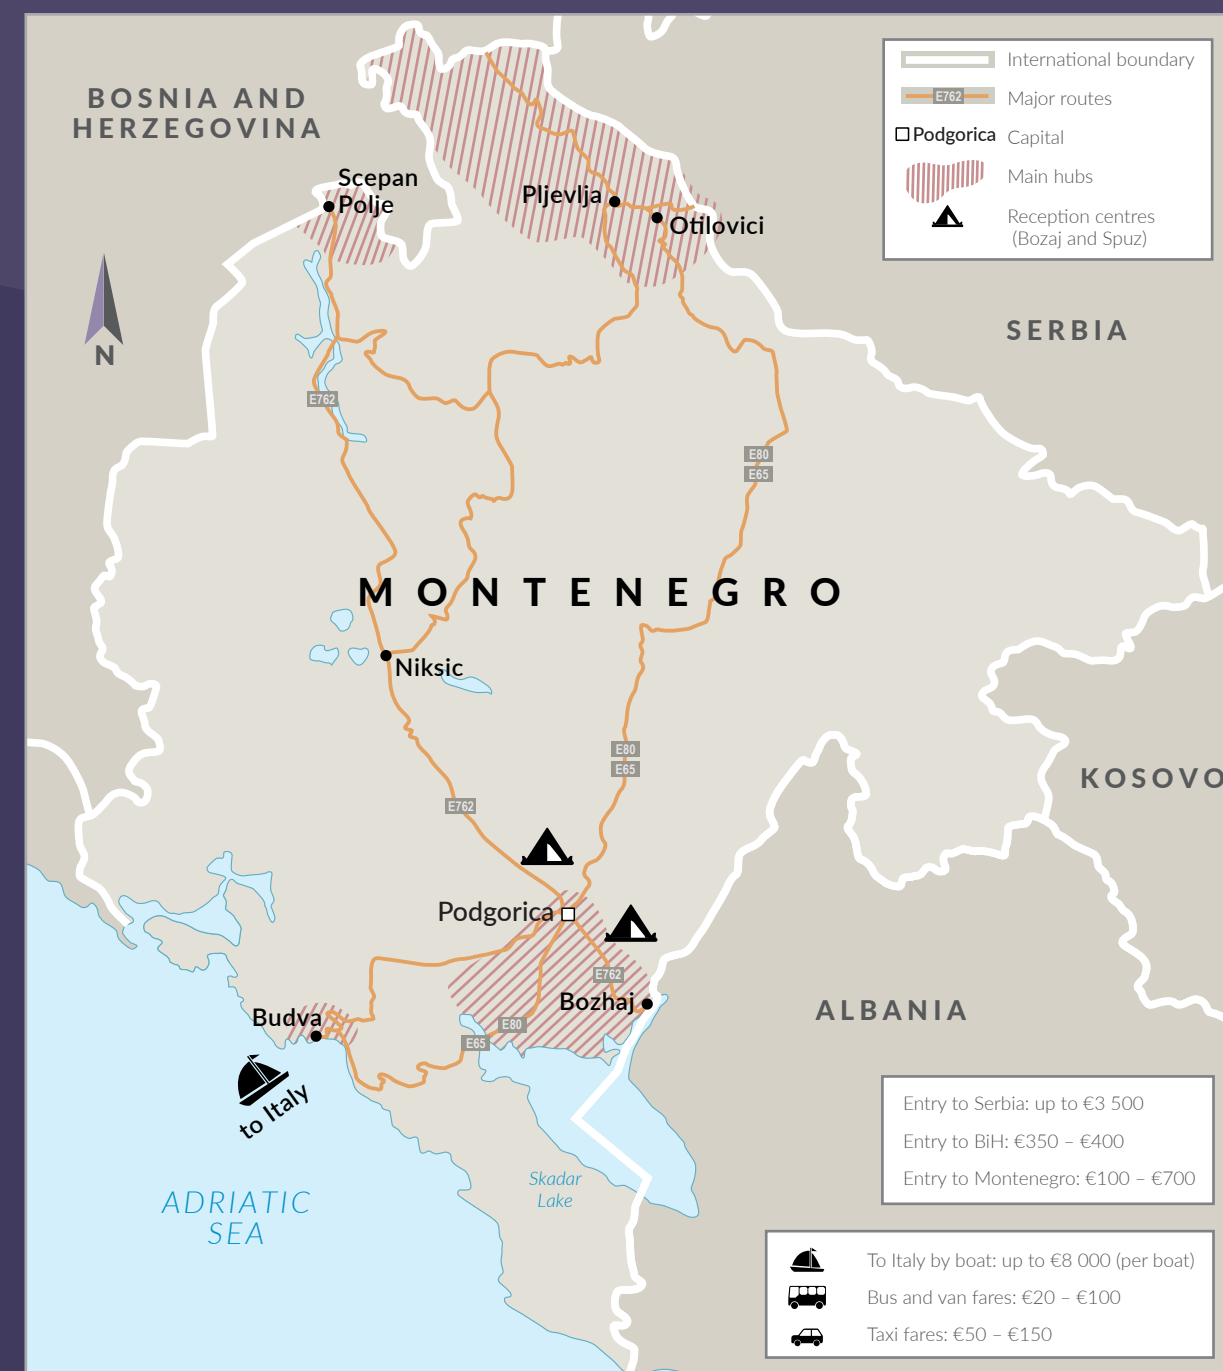 BOSNIA AND
HERZEGOVINA
International boundary
E762
Major routes
Podgorica
Capital
Main hubs
Reception centres
(Bozaj and Spuz)
Scepan
Polje
Pljevlja
Otilovici
N
SERBIA
E762
E80
E65
MONTENEGRO
Niksic
E80
E65
E762
KOSOVO
Podgorica
E762
Bozhaj
ALBANIA
Budva
E80
E65
to Italy
ADRIATIC
SEA
Skadar
Lake
Entry to Serbia: up to €3 500
Entry to BiH: €350 – €400
Entry to Montenegro: €100 – €700
To Italy by boat: up to €8 000 (per boat)
Bus and van fares: €20 – €100
Taxi fares: €50 – €150